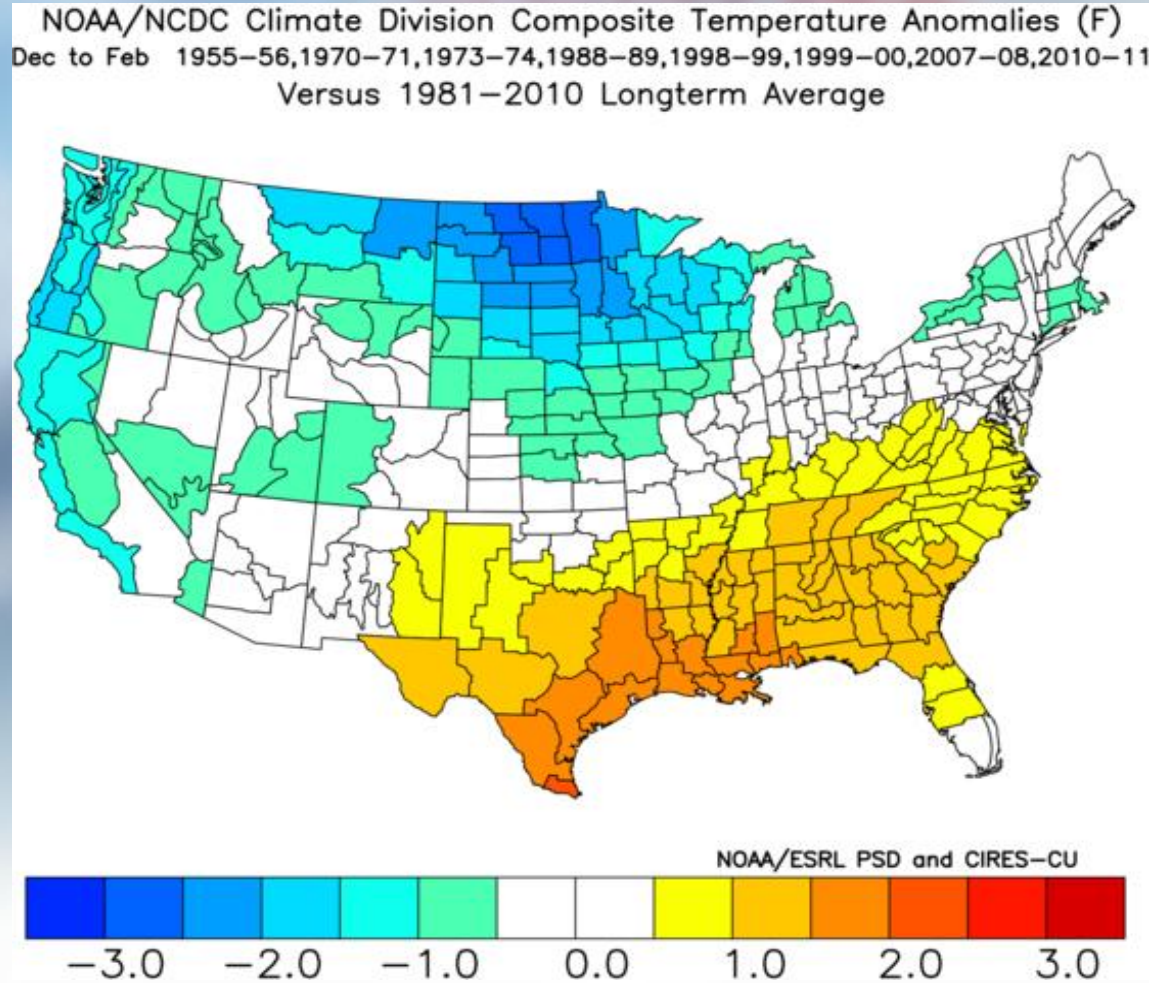 NOAA/NCDC Climate Division Composite Temperature Anomalies (F)
Dec to Feb 1955-56,1970-71,1973-74,1988-89,1998-99,1999-00,2007-08,2010-11
Versus 1981-2010 Longterm Average
NOAA/ESRL PSD and CIRES-CU
-3.0 -2.0 -1.0 0.0 1.0 2.0 3.0